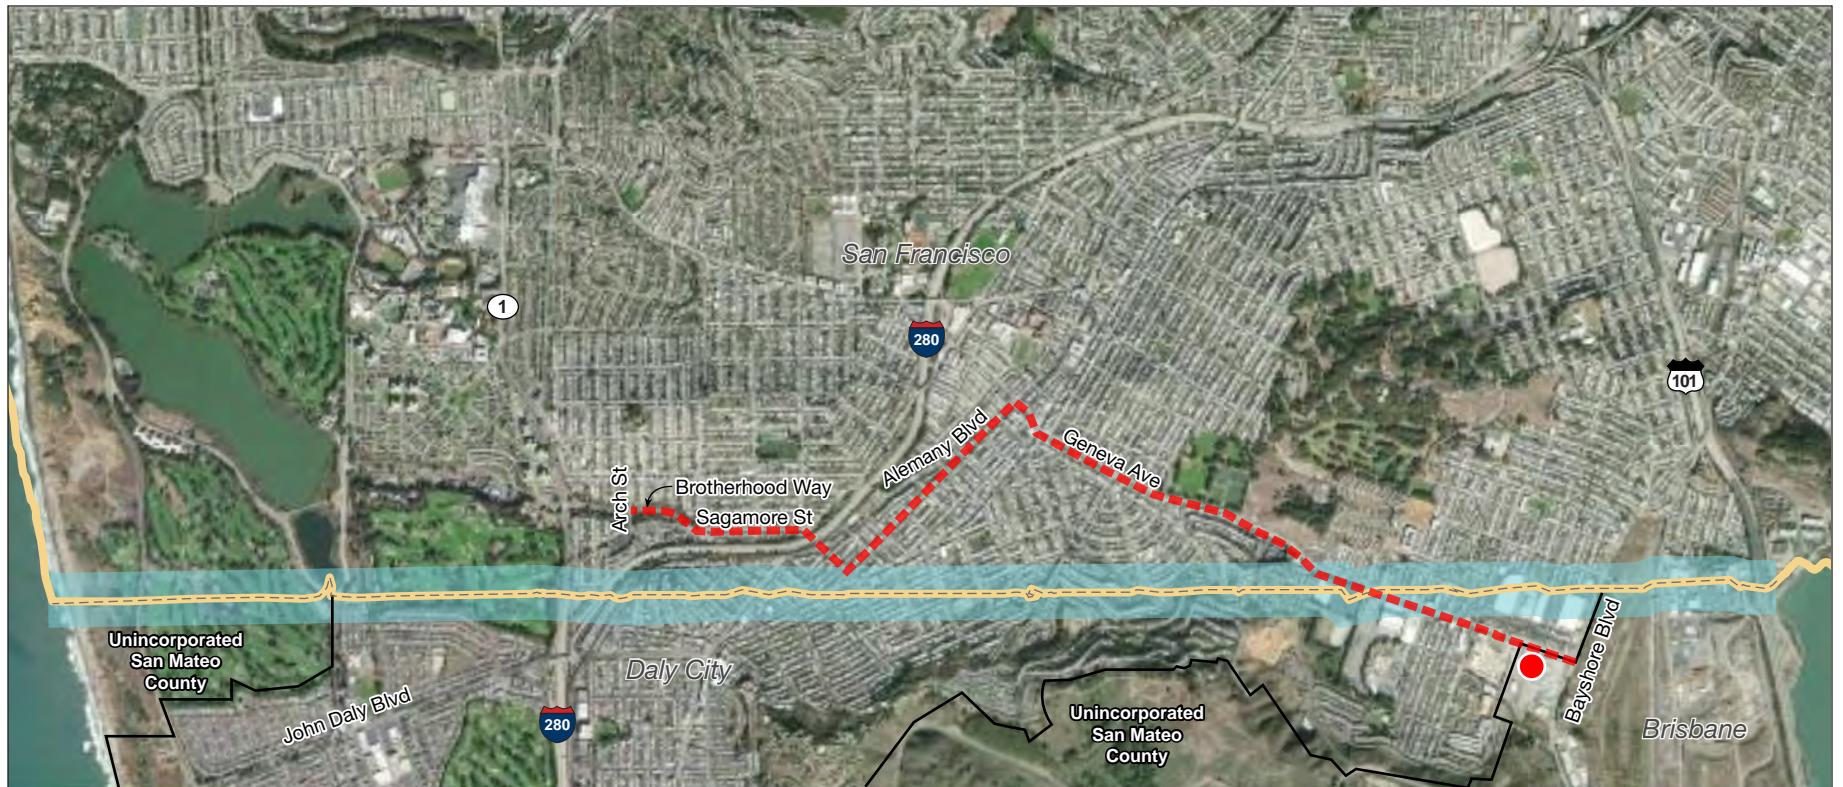 San Francisco
1
280
101
Alemany Blvd
Geneva Ave
Arch St
Brotherhood Way
Sagamore St
Unincorporated
San Mateo
County
Daly City
John Daly Blvd
280
Unincorporated
San Mateo
County
Bayshore Blvd
Brisbane